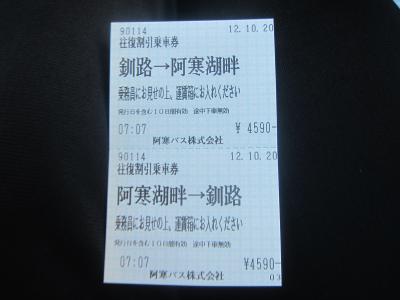 90114 12.10.20
往復割引乗車券
釧路→阿寒湖畔
乗務員にお見せの上、運賃箱にお入れください
発行日を含む10日間有効 途中下車無効
07:07 ¥ 4590-
阿寒バス株式会社
90114 12.10.20
往復割引乗車券
阿寒湖畔→釧路
乗務員にお見せの上、運賃箱にお入れください
発行日を含む10日間有効 途中下車無効
07:07 ¥4590-
阿寒バス株式会社 03